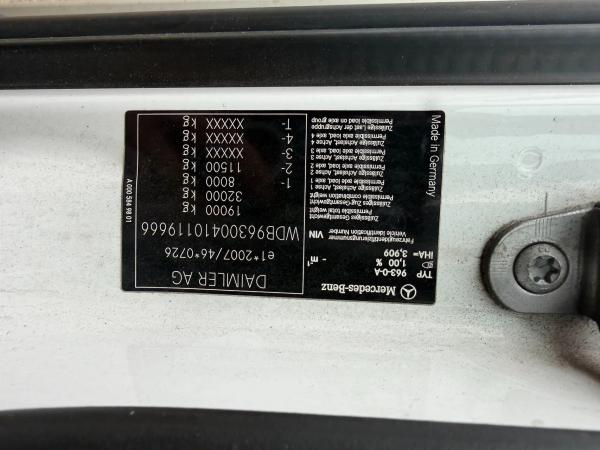 Mercedes-Benz
TYP 963-0-A
1,00 % -m¹
IHA= 3,909
Fahrzeugidentifizierungsnummer
Vehicle Identification Number VIN
Zulässiges Gesamtgewicht
Permissible total weight
Zulässiges Zug Gesamtgewicht
Permissible combination weight
Zulässige Achslast, Achse 1
Permissible axle load, axle 1
Zulässige Achslast, Achse 2
Permissible axle load, axle 2
Zulässige Achslast, Achse 3
Permissible axle load, axle 3
Zulässige Achslast, Achse 4
Permissible axle load, axle 4
Zulässige Last der Achsgruppe
Permissible load on axle group
Made in Germany
DAIMLER AG
e1*2007/46*0726
WDB96300410119666
19000 kg
32000 kg
1- 8000 kg
2- 11500 kg
3- XXXXX kg
4- XXXXX kg
T- XXXXX kg
A 000 584 98 01